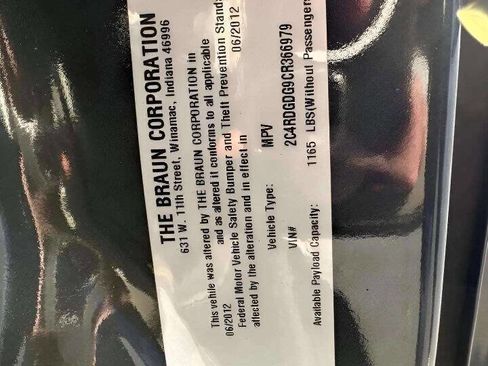 THE BRAUN CORPORATION
631 W. 11th Street, Winamac, Indiana 46996
This vehile was altered by THE BRAUN CORPORATION in
06/2012 and as altered it conforms to all applicable 06/2012
Federal Motor Vehicle Safety Bumper and Theft Prevention Stand
affected by the alteration and in effect in
Vehicle Type: MPV
VIN# 2C4RDGDG9CR366979
Available Payload Capacity: 1165 LBS(Without Passengers